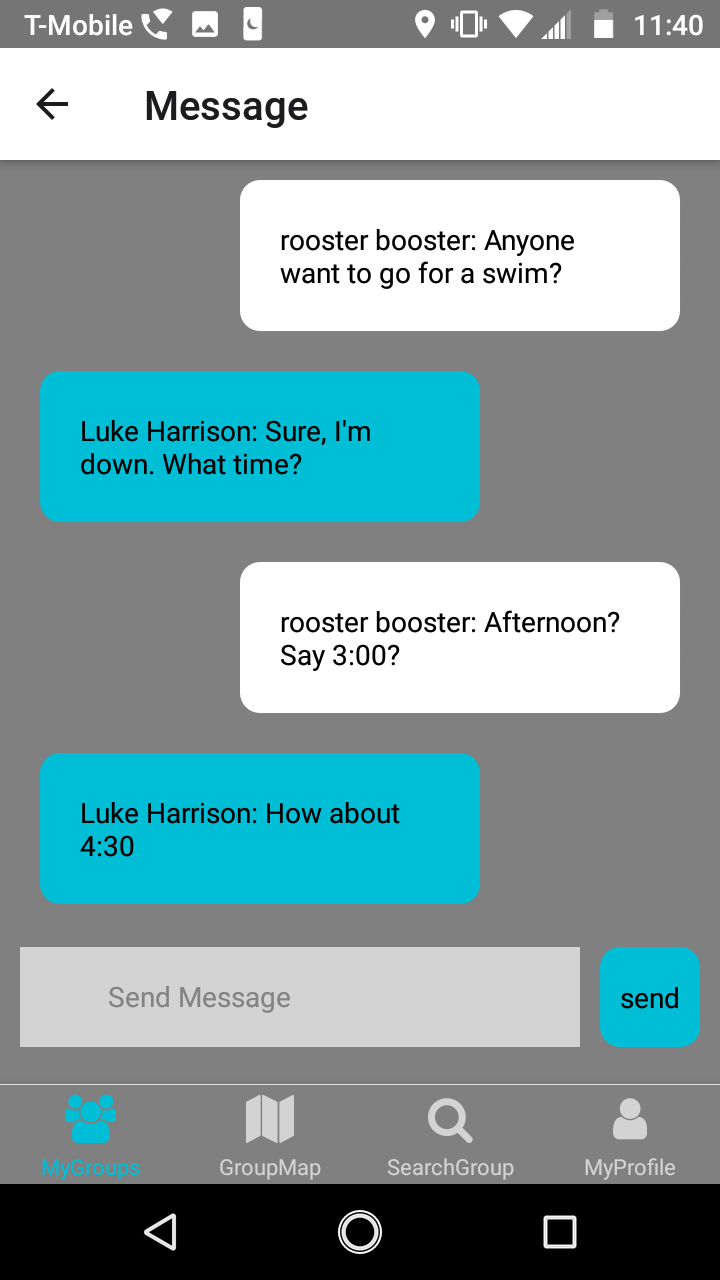 T-Mobile 11:40
Message
rooster booster: Anyone
want to go for a swim?
Luke Harrison: Sure, I'm
down. What time?
rooster booster: Afternoon?
Say 3:00?
Luke Harrison: How about
4:30
Send Message
send
MyGroups GroupMap SearchGroup MyProfile